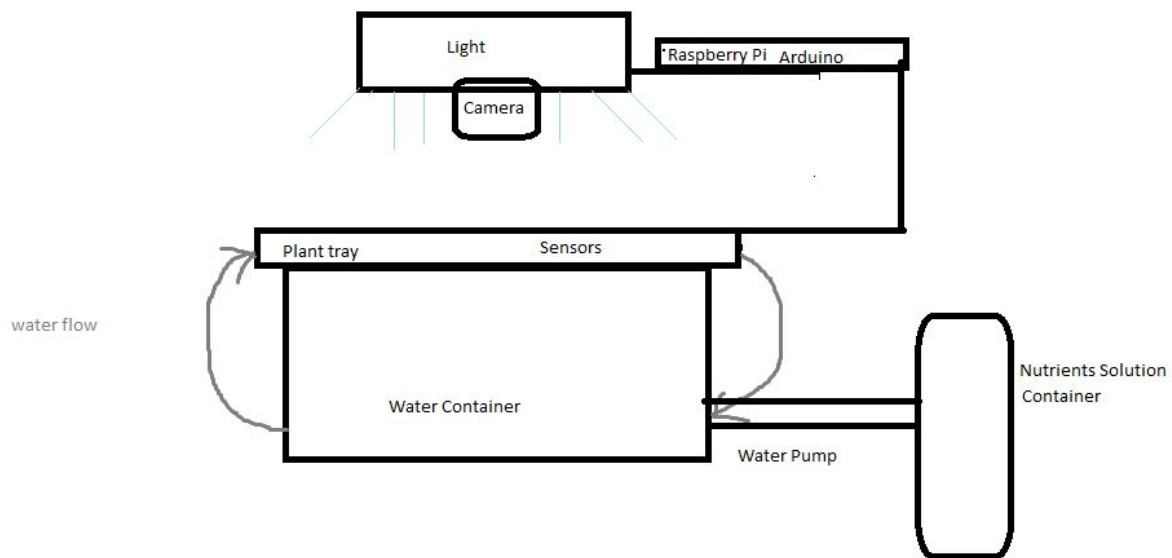 Light
Raspberry Pi Arduino
Camera
Plant tray
Sensors
water flow
Nutrients Solution
Container
Water Container
Water Pump